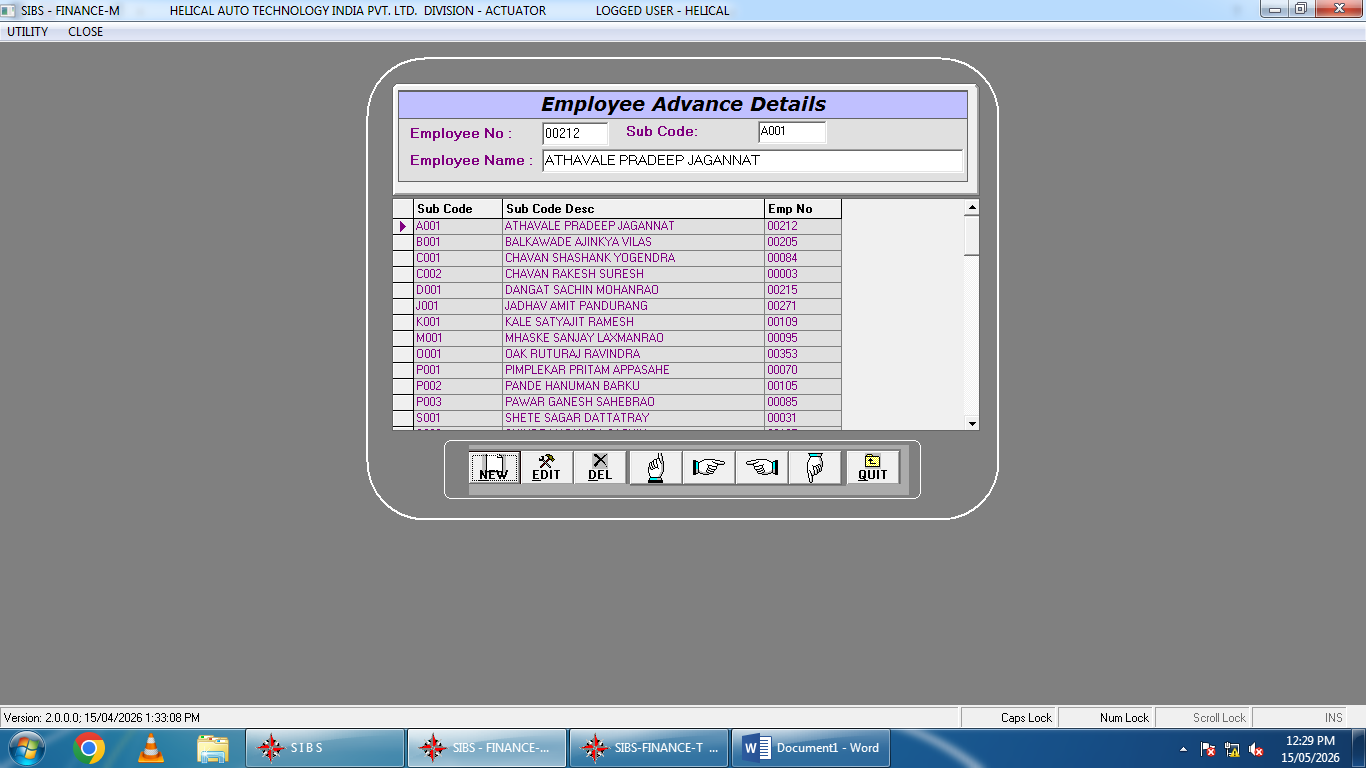 SIBS - FINANCE-M HELICAL AUTO TECHNOLOGY INDIA PVT. LTD. DIVISION - ACTUATOR LOGGED USER - HELICAL
UTILITY CLOSE
Employee Advance Details
Employee No : 00212 Sub Code: A001
Employee Name : ATHAVALE PRADEEP JAGANNAT
Sub Code Sub Code Desc Emp No
A001 ATHAVALE PRADEEP JAGANNAT 00212
B001 BALKAWADE AJINKYA VILAS 00205
C001 CHAVAN SHASHANK YOGENDRA 00084
C002 CHAVAN RAKESH SURESH 00003
D001 DANGAT SACHIN MOHANRAO 00215
J001 JADHAV AMIT PANDURANG 00271
K001 KALE SATYAJIT RAMESH 00109
M001 MHASKE SANJAY LAXMANRAO 00095
O001 OAK RUTURAJ RAVINDRA 00353
P001 PIMPLEKAR PRITAM APPASAHE 00070
P002 PANDE HANUMAN BARKU 00105
P003 PAWAR GANESH SAHEBRAO 00085
S001 SHETE SAGAR DATTATRAY 00031
NEW EDIT DEL QUIT
Version: 2.0.0.0; 15/04/2026 1:33:08 PM Caps Lock Num Lock Scroll Lock INS
S I B S SIBS - FINANCE-... SIBS-FINANCE-T ... Document1 - Word 12:29 PM
15/05/2026